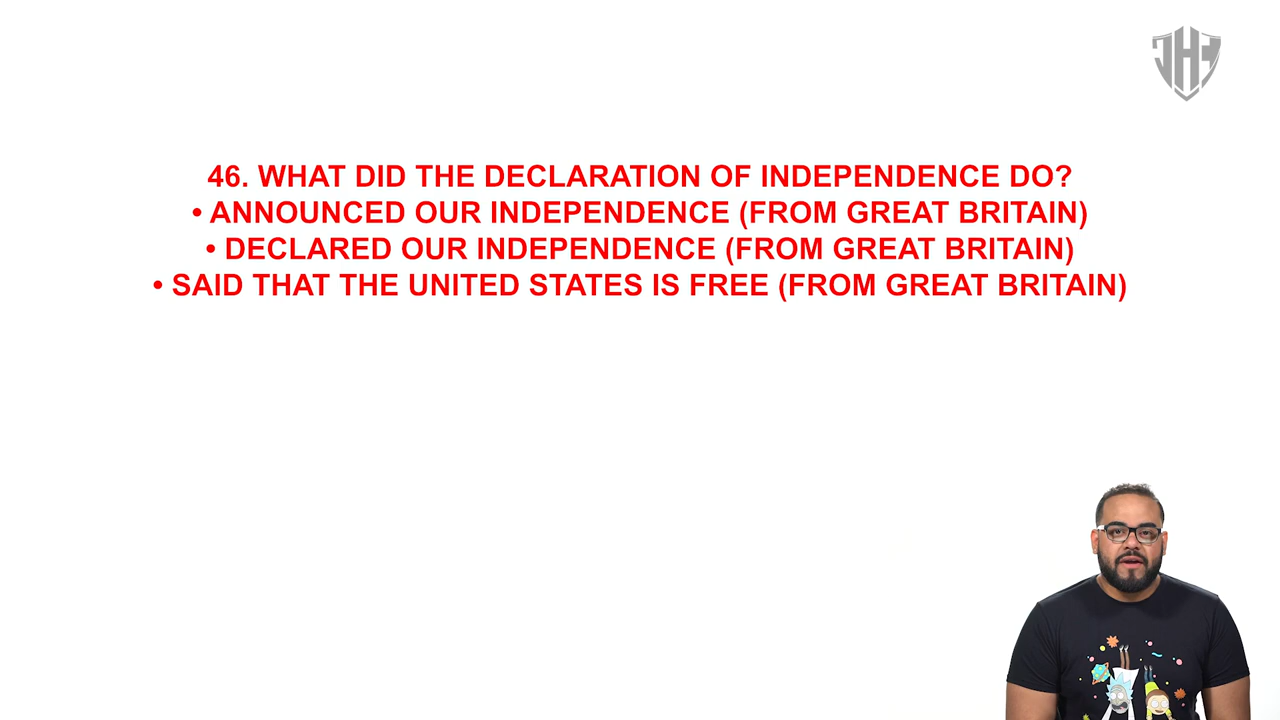 JHE
46. WHAT DID THE DECLARATION OF INDEPENDENCE DO?
• ANNOUNCED OUR INDEPENDENCE (FROM GREAT BRITAIN)
• DECLARED OUR INDEPENDENCE (FROM GREAT BRITAIN)
• SAID THAT THE UNITED STATES IS FREE (FROM GREAT BRITAIN)